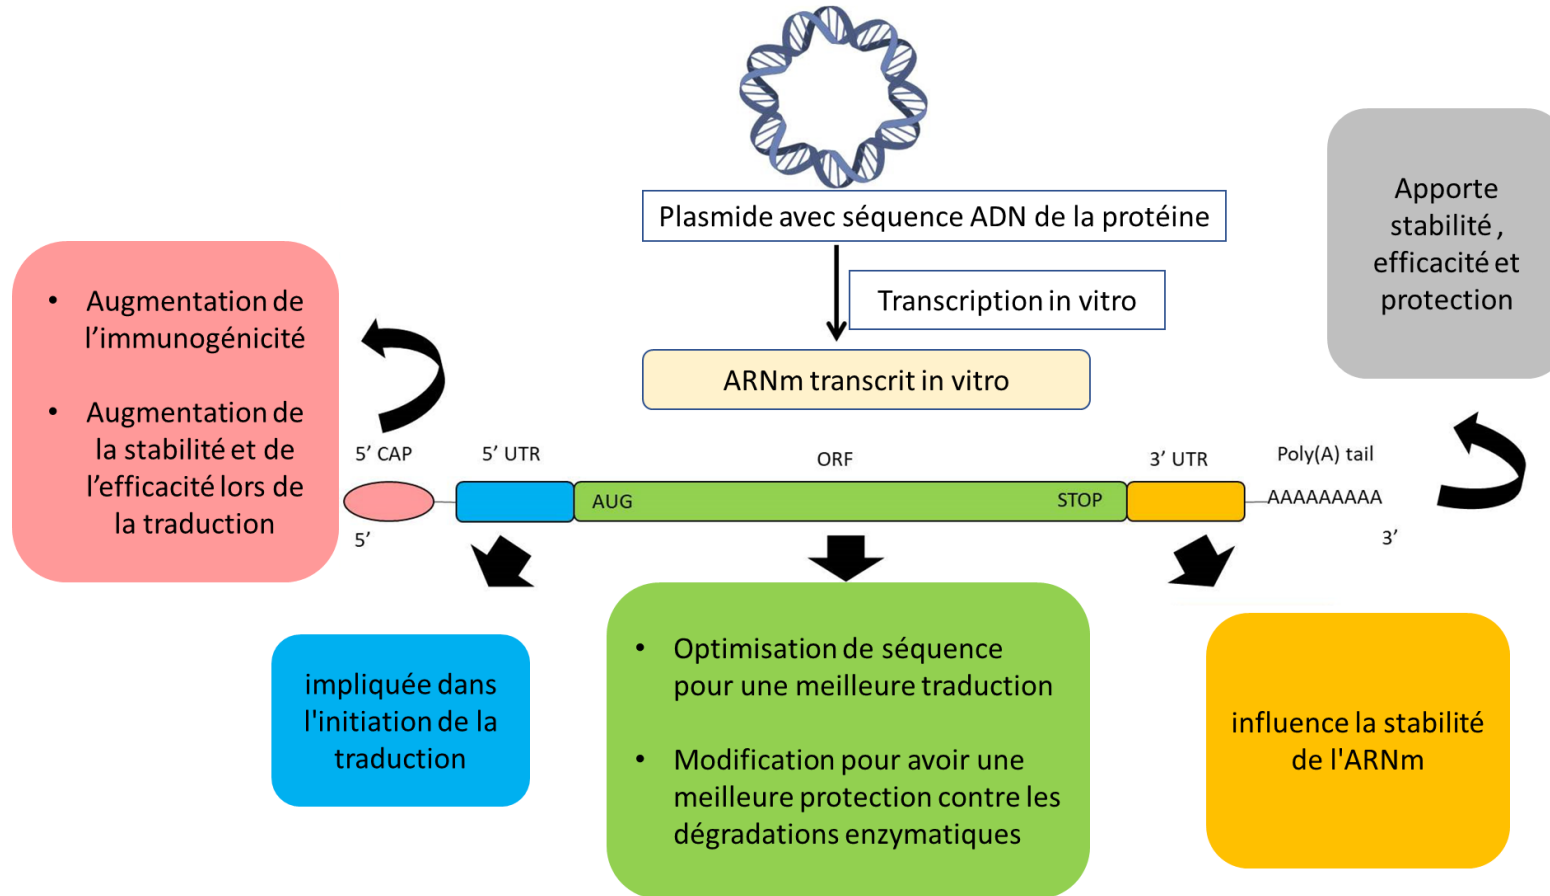 Plasmide avec séquence ADN de la protéine
Transcription in vitro
ARNm transcrit in vitro
Apporte
stabilité ,
efficacité et
protection
• Augmentation de
l’immunogénicité
• Augmentation de
la stabilité et de
l’efficacité lors de
la traduction
5’ CAP
5’ UTR
ORF
3’ UTR
Poly(A) tail
AUG
STOP
AAAAAAAAA
5’
3’
impliquée dans
l'initiation de la
traduction
• Optimisation de séquence
pour une meilleure traduction
• Modification pour avoir une
meilleure protection contre les
dégradations enzymatiques
influence la stabilité
de l'ARNm